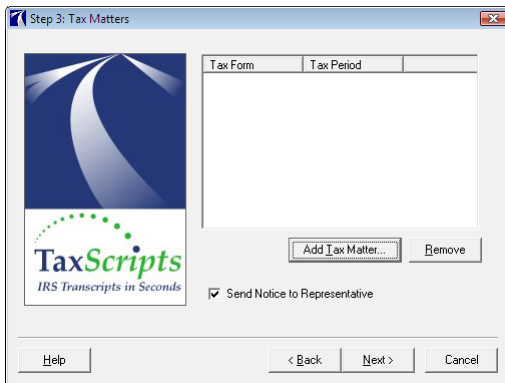 Step 3: Tax Matters
Tax Form Tax Period
TaxScripts
IRS Transcripts in Seconds
Add Tax Matter... Remove
Send Notice to Representative
Help < Back Next > Cancel